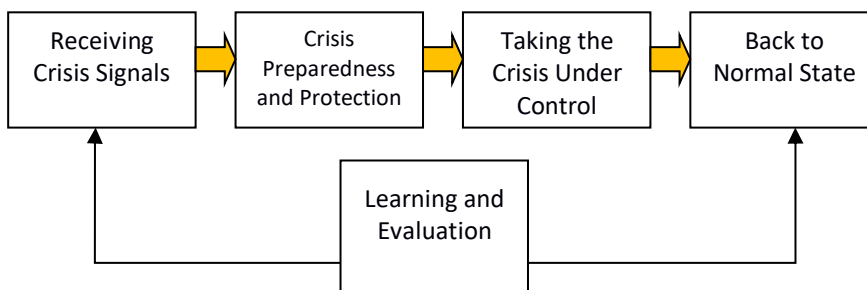 Receiving
Crisis Signals
Crisis
Preparedness
and Protection
Taking the
Crisis Under
Control
Back to
Normal State
Learning and
Evaluation